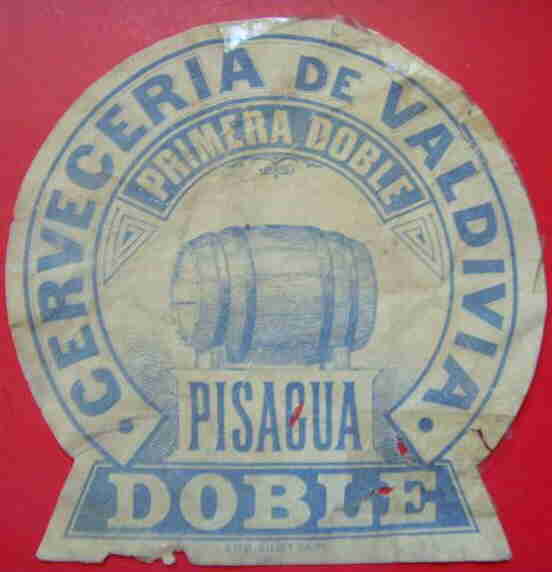 CERVECERIA DE VALDIVIA
PRIMERA DOBLE
PISAGUA
DOBLE